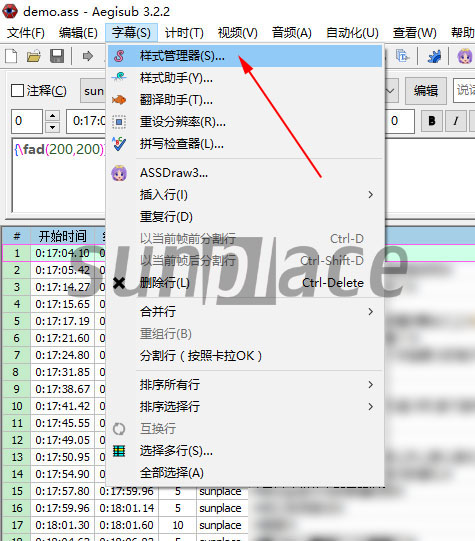 demo.ass - Aegisub 3.2.2
文件(F) 编辑(E) 字幕(S) 计时(T) 视频(V) 音频(A) 自动化(U) 视图
注释(C) sun 编辑
0 0:17:0 0 B I
{\fad(200,200)
样式管理器(S)...
样式助手(Y)...
翻译助手(T)...
重设分辨率(R)...
拼写检查器(L)...
ASSDraw3...
插入行(I)
重复行(D)
以当前帧前分割行 Ctrl-D
以当前帧后分割行 Ctrl-Shift-D
删除行(L) Ctrl-Delete
合并行
重组行(B)
分割行（按照卡拉OK）
排序所有行
排序选择行
互换行
选择多行(S)...
全部选择(A)
sunplace
# 开始时间
1 0:17:04.10
2 0:17:05.42
3 0:17:14.27
4 0:17:15.65
5 0:17:17.19
6 0:17:21.60
7 0:17:24.80
8 0:17:31.85
9 0:17:38.67
10 0:17:41.42
11 0:17:45.55
12 0:17:49.05
13 0:17:50.95
14 0:17:54.90
15 0:17:57.80 0:17:59.96 5 sunplace
16 0:17:59.96 0:18:01.14 5 sunplace
17 0:18:01.30 0:18:01.60 10 sunplace